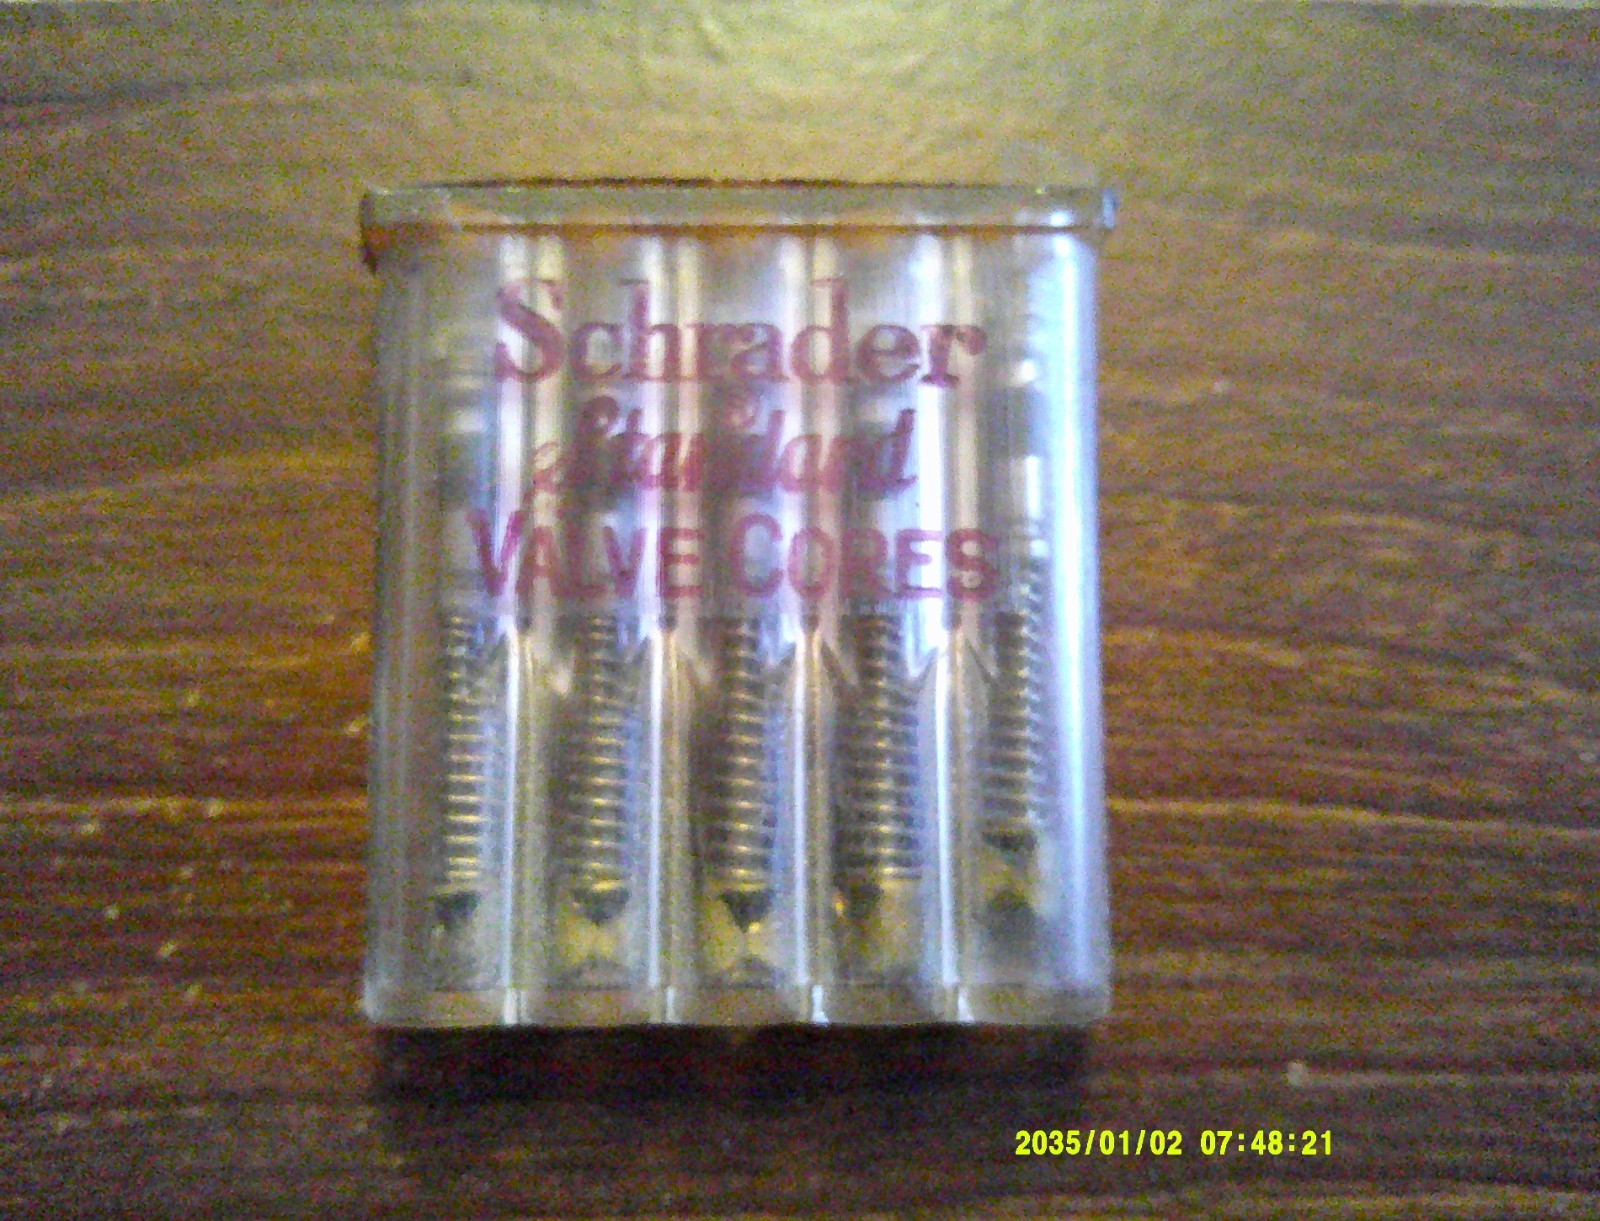 Schrader
Standard
VALVE CORES
2035/01/02 07:48:21